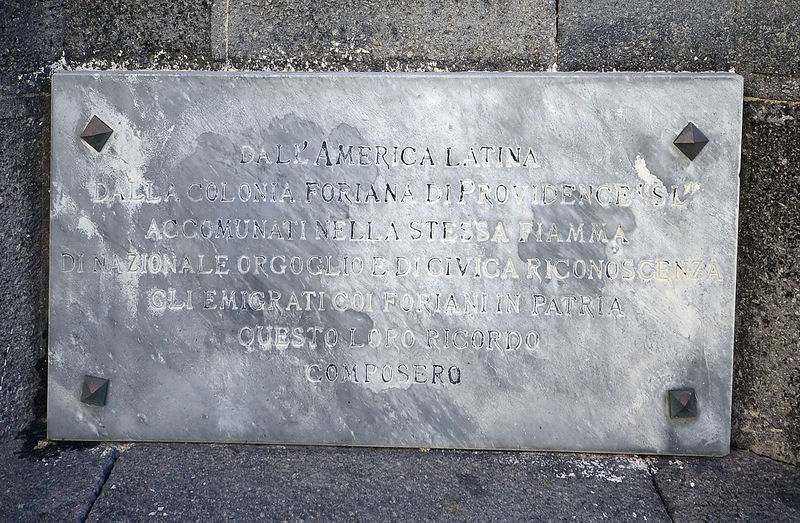 DALL'AMERICA LATINA
DALLA COLONIA FORIANA DI PROVIDENCE "S.I."
ACCOMUNATI NELLA STESSA FIAMMA
DI NAZIONALE ORGOGLIO E DI CIVICA RICONOSCENZA
GLI EMIGRATI COI FORIANI IN PATRIA
QUESTO LORO RICORDO
COMPOSERO